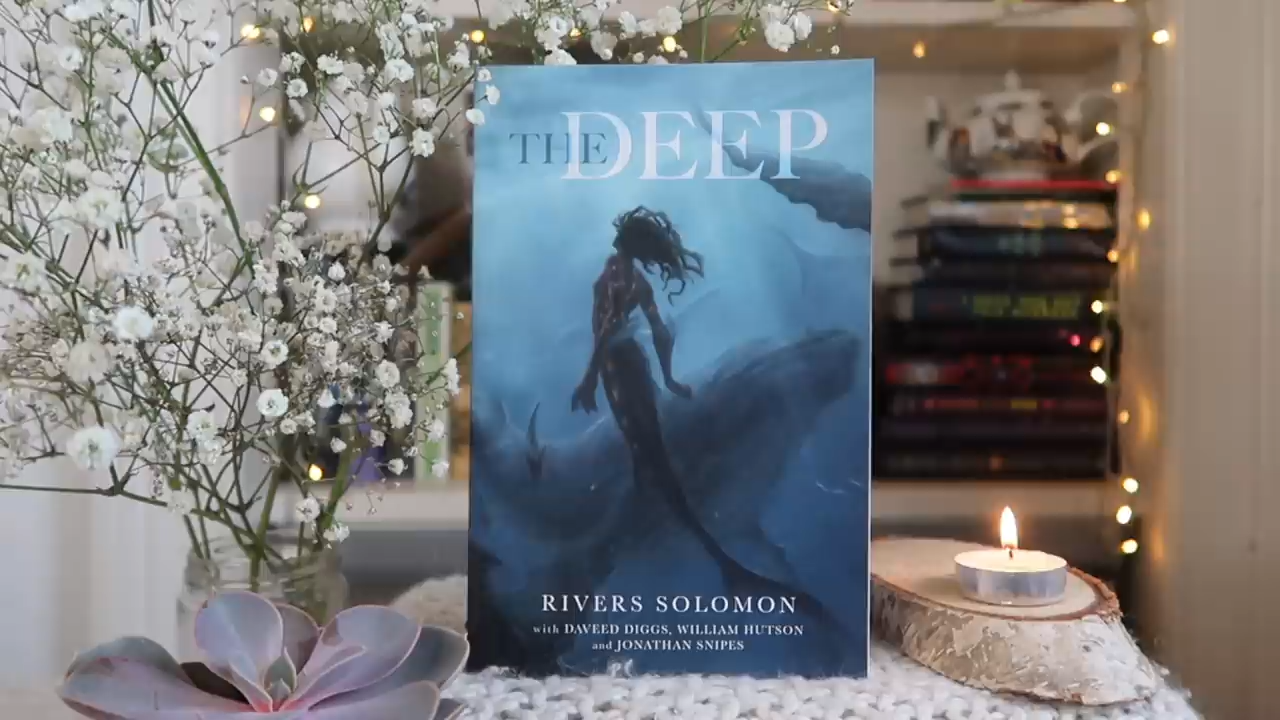 THE DEEP
RIVERS SOLOMON
with DAVEED DIGGS, WILLIAM HUTSON
and JONATHAN SNIPES